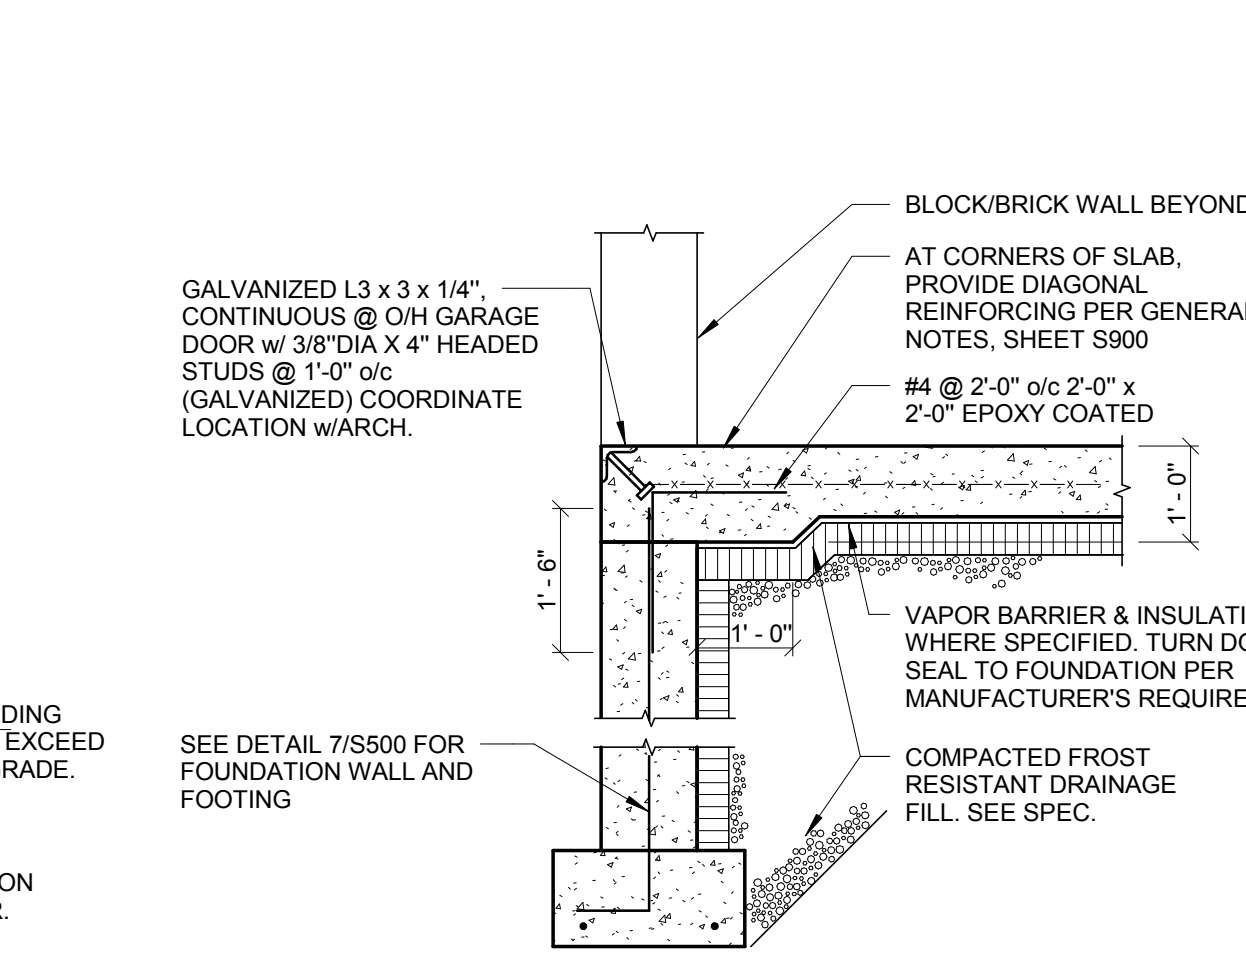 BLOCK/BRICK WALL BEYOND
AT CORNERS OF SLAB,
PROVIDE DIAGONAL
REINFORCING PER GENERAL
NOTES, SHEET S900
#4 @ 2'-0" o/c 2'-0" x
2'-0" EPOXY COATED
GALVANIZED L3 x 3 x 1/4",
CONTINUOUS @ O/H GARAGE
DOOR w/ 3/8"DIA X 4" HEADED
STUDS @ 1'-0" o/c
(GALVANIZED) COORDINATE
LOCATION w/ARCH.
1' - 0"
1' - 6"
1' - 0"
VAPOR BARRIER & INSULATI
WHERE SPECIFIED. TURN DO
SEAL TO FOUNDATION PER
MANUFACTURER'S REQUIRE
DING
EXCEED
GRADE.
SEE DETAIL 7/S500 FOR
FOUNDATION WALL AND
FOOTING
COMPACTED FROST
RESISTANT DRAINAGE
FILL. SEE SPEC.
ON
R.